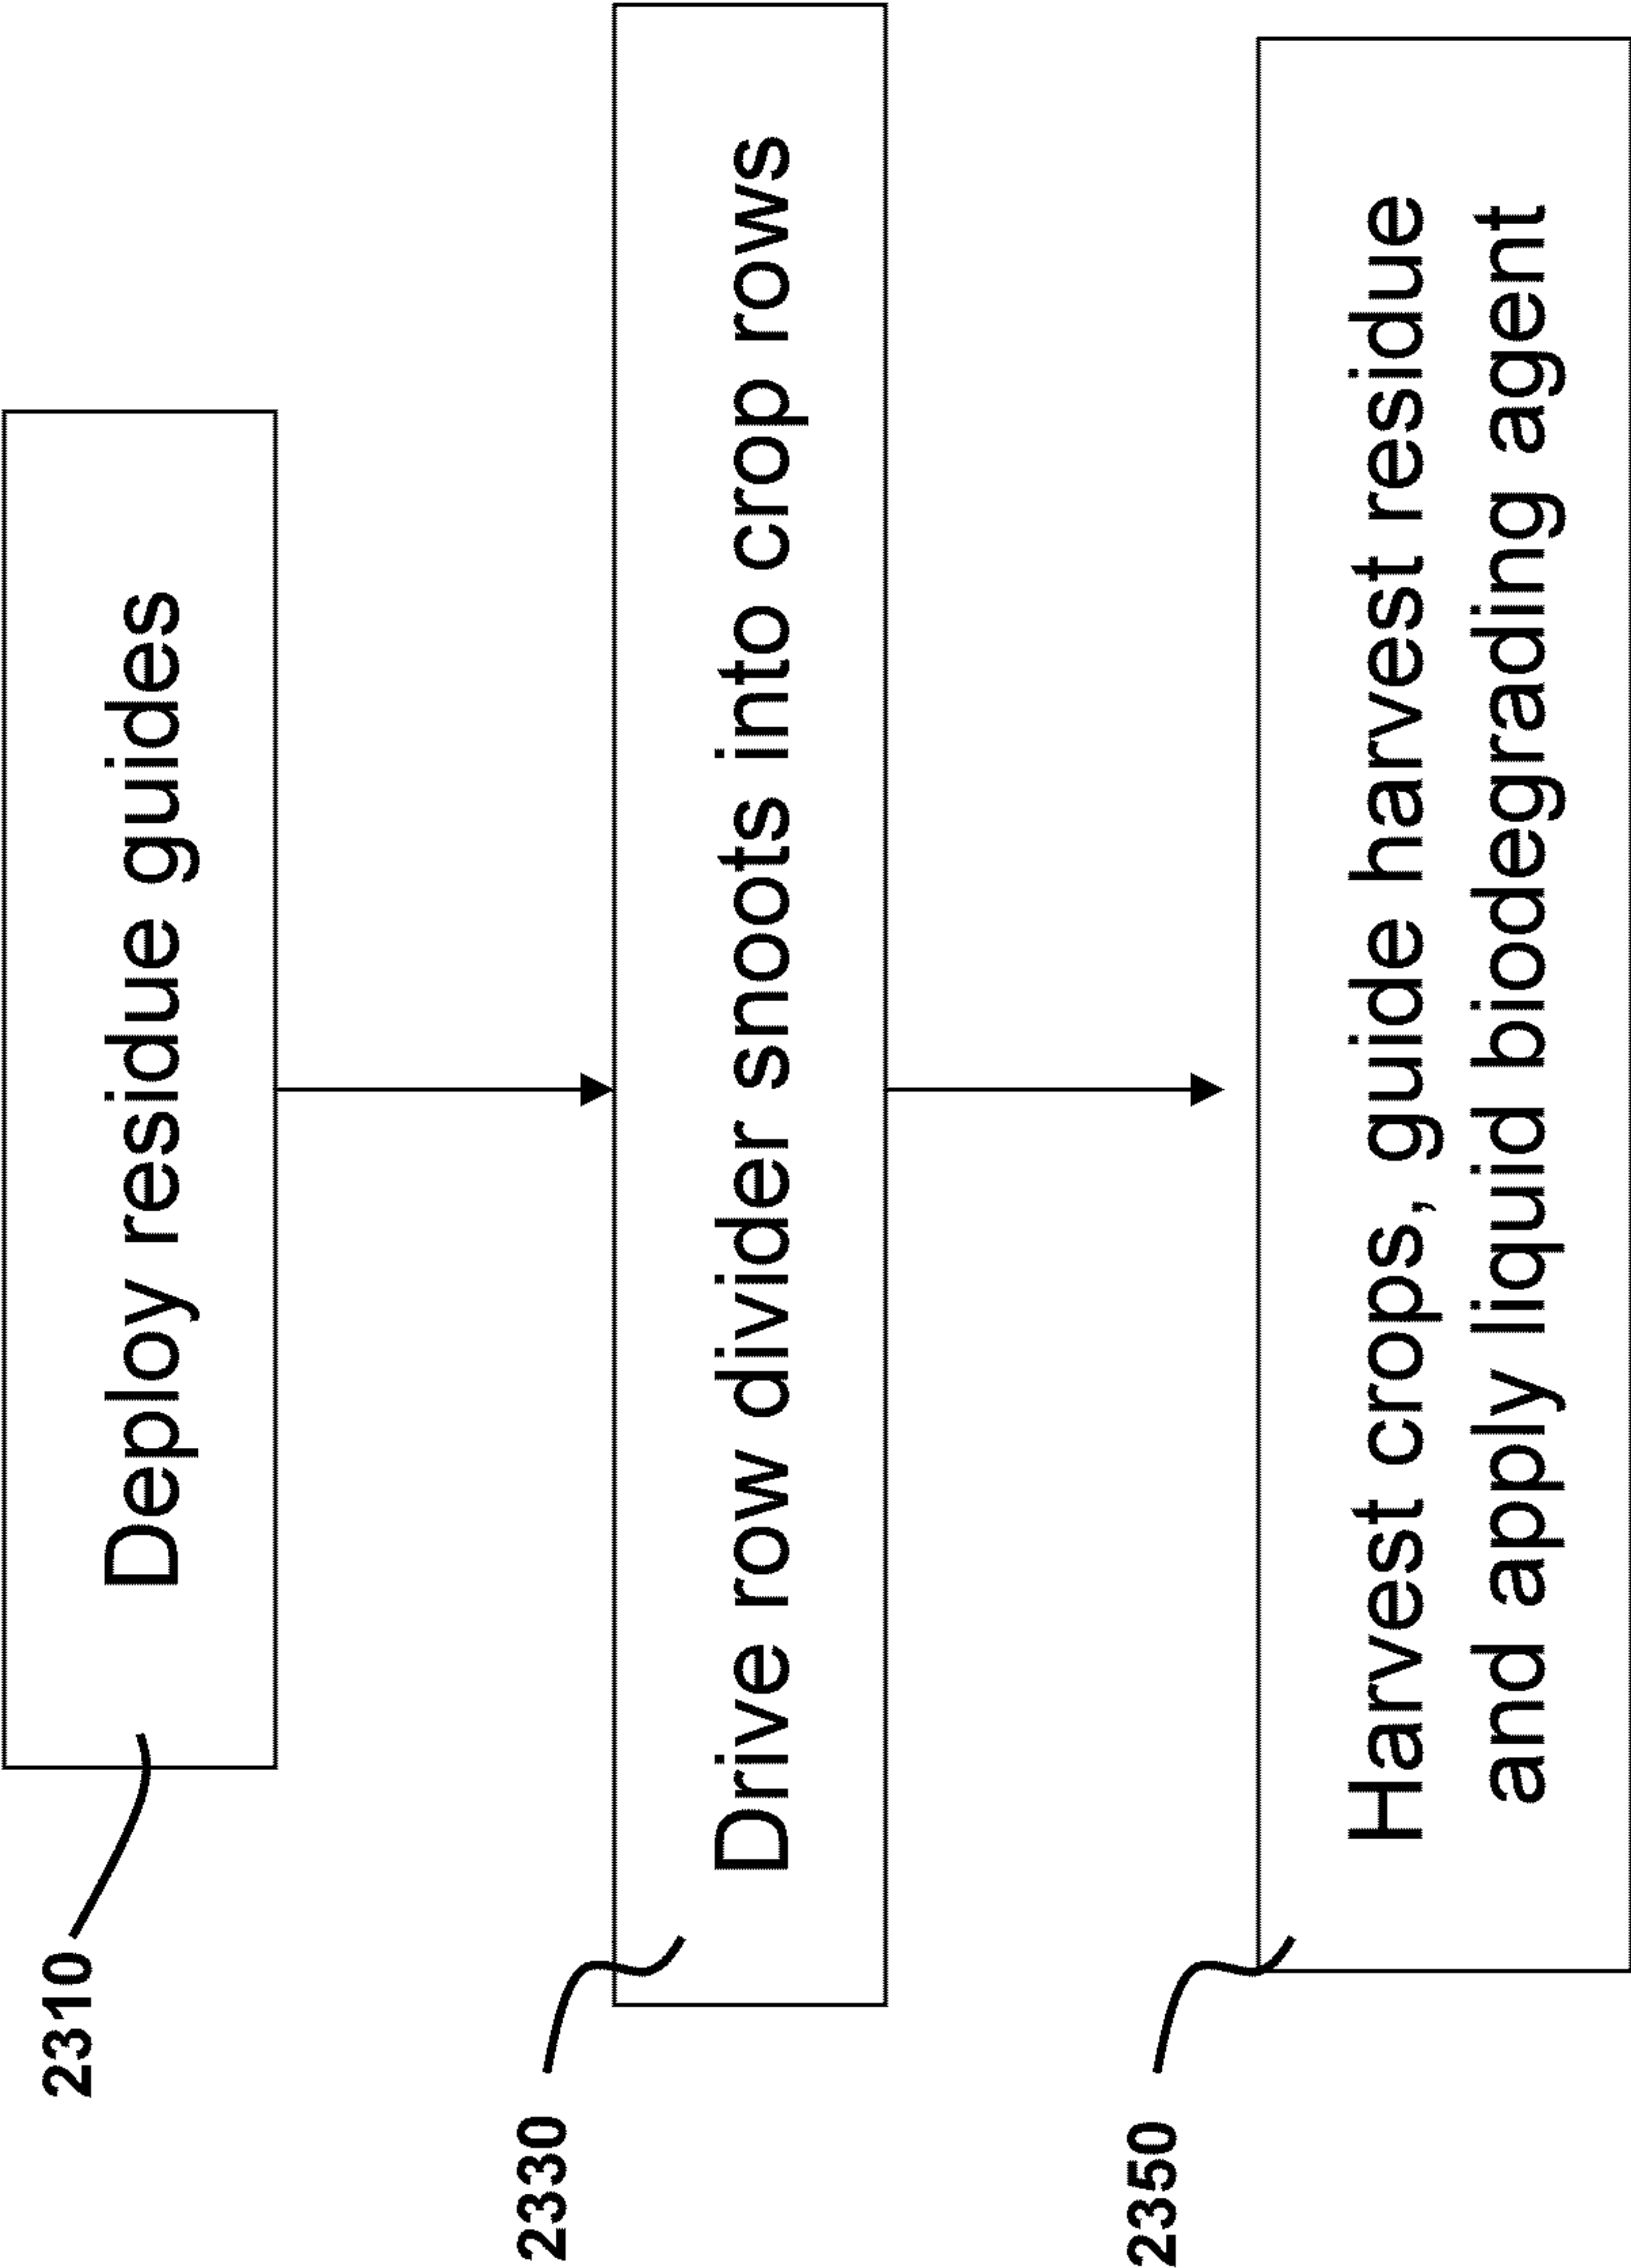 2310
Deploy residue guides
2330
Drive row divider snoots into crop rows
2350
Harvest crops, guide harvest residue
and apply liquid biodegrading agent